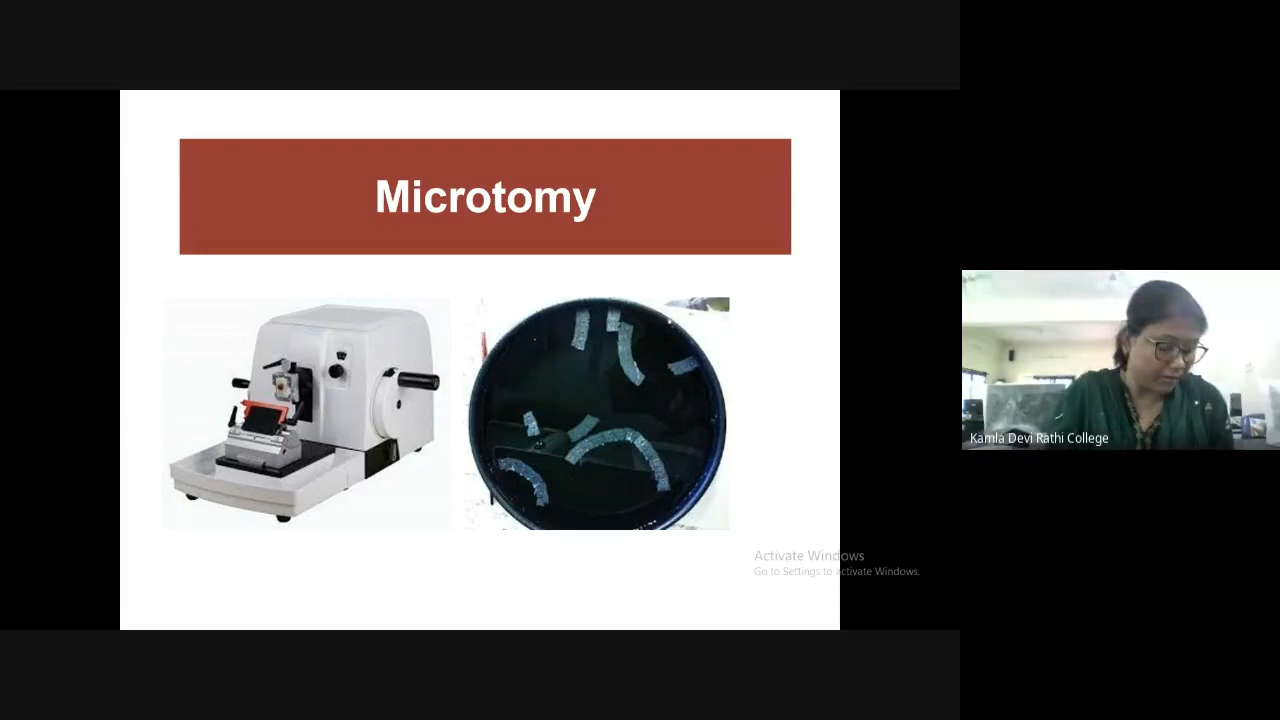 Microtomy
Activate Windows
Go to Settings to activate Windows.
Kamla Devi Rathi College